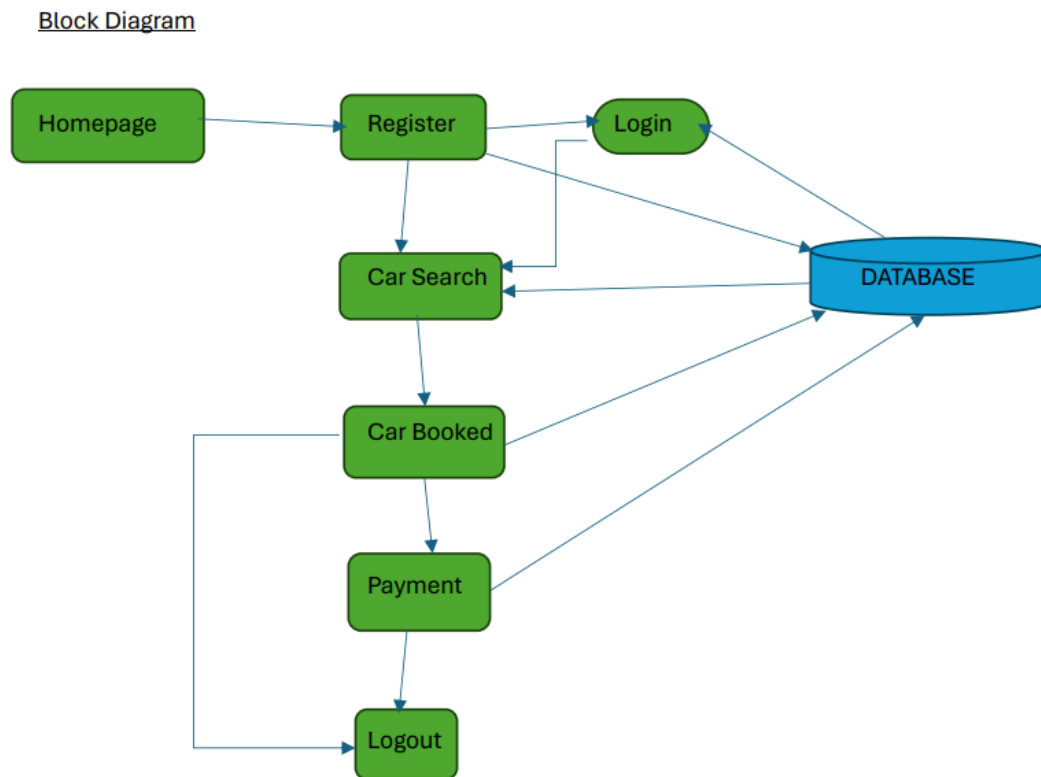 Block Diagram
Homepage
Register
Login
Car Search
DATABASE
Car Booked
Payment
Logout